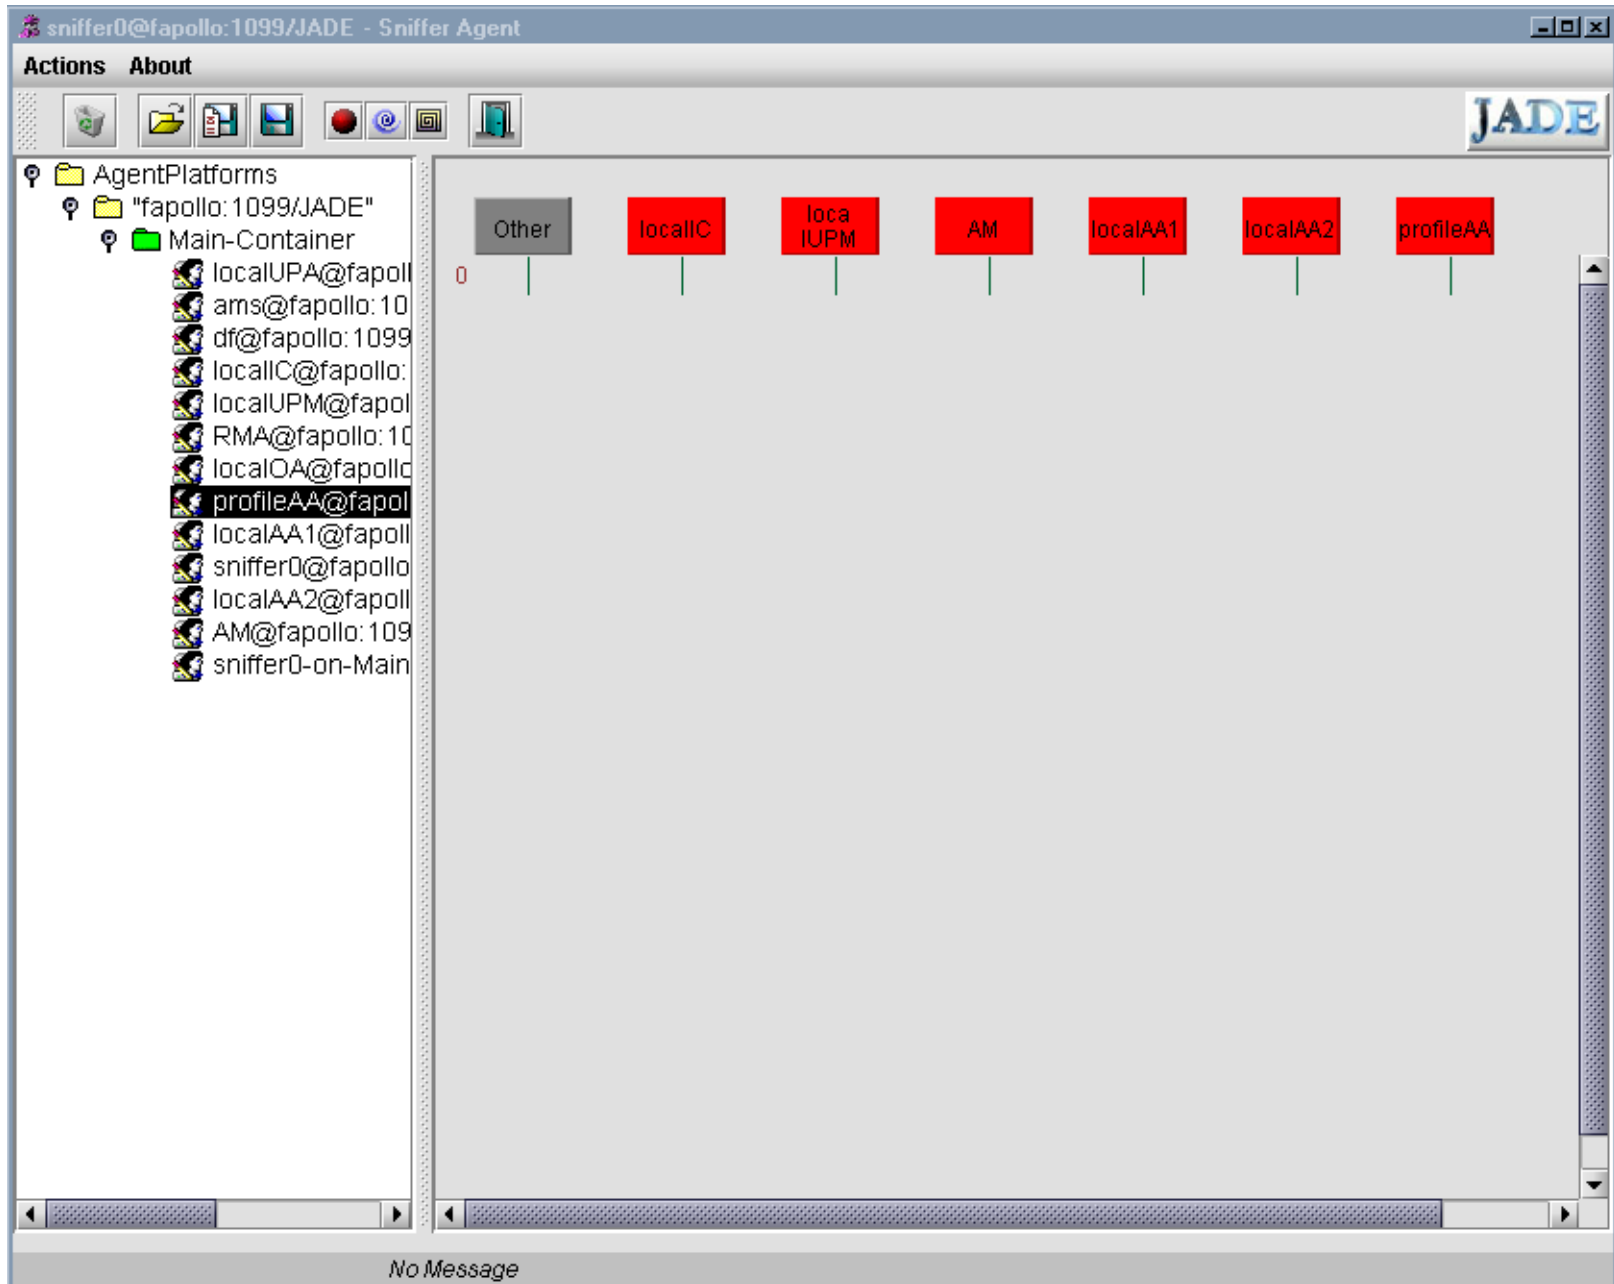 sniffer0@fapollo:1099/JADE - Sniffer Agent
Actions About
JADE
AgentPlatforms
"fapollo:1099/JADE"
Main-Container
localUPA@fapoll
ams@fapollo:10
df@fapollo:1099
localIC@fapollo:
localUPM@fapol
RMA@fapollo:10
localOA@fapollo
profileAA@fapol
localAA1@fapoll
sniffer0@fapollo
localAA2@fapoll
AM@fapollo:109
sniffer0-on-Main
Other
localIC
loca
lUPM
AM
localAA1
localAA2
profileAA
0
No Message